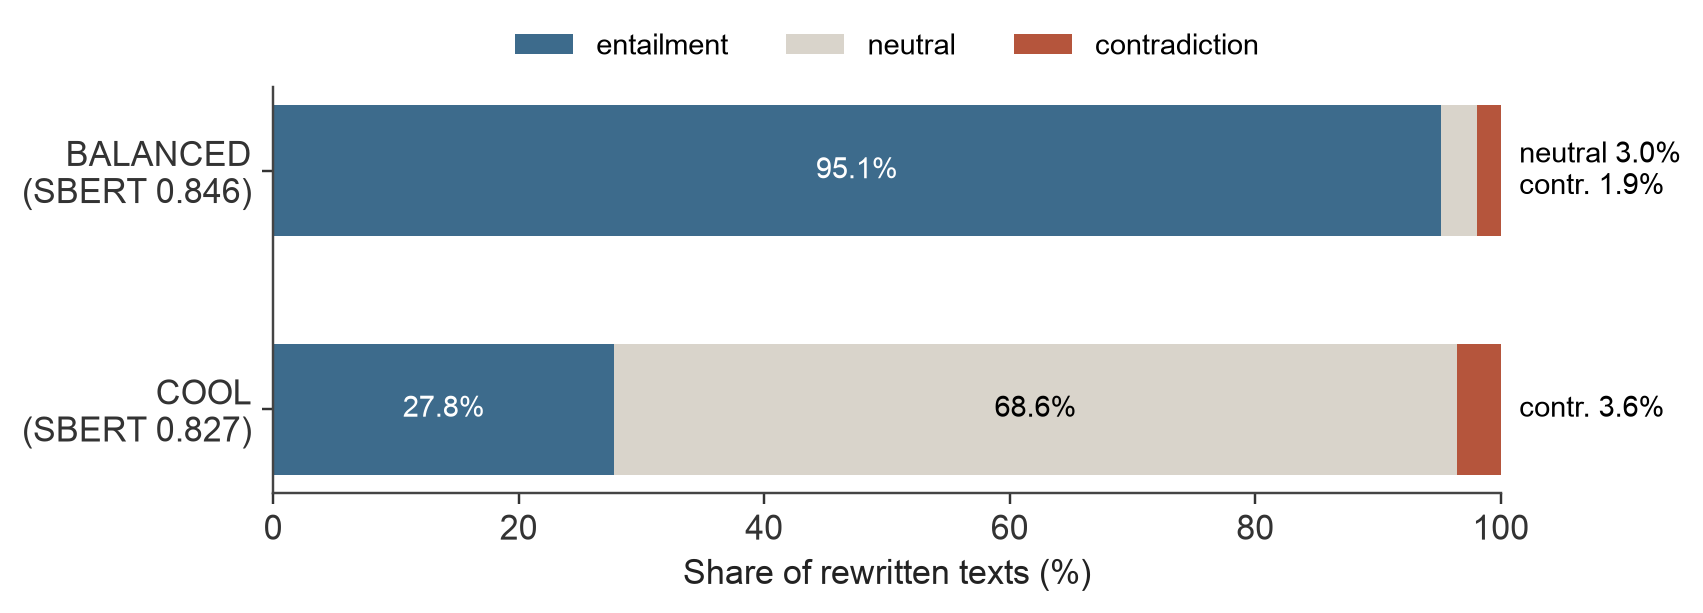 entailment neutral contradiction
BALANCED
(SBERT 0.846)
95.1%
neutral 3.0%
contr. 1.9%
COOL
(SBERT 0.827)
27.8%
68.6%
contr. 3.6%
0 20 40 60 80 100
Share of rewritten texts (%)